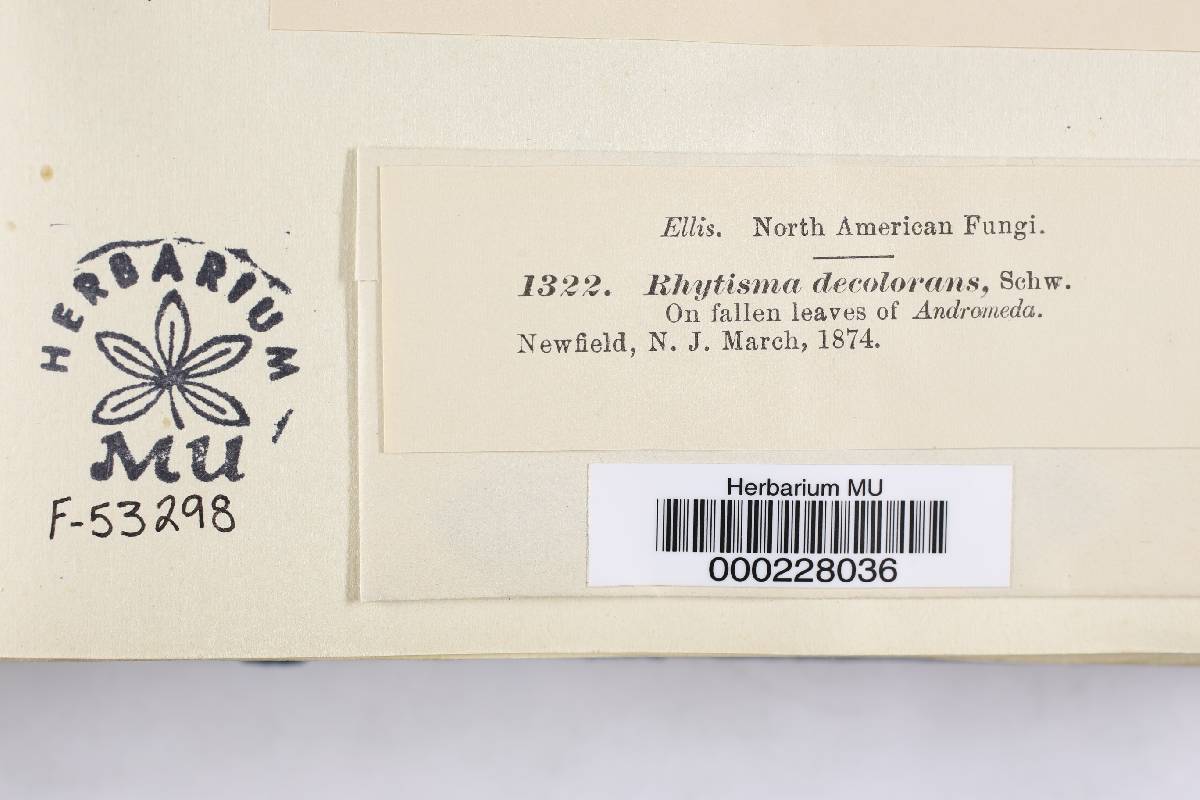 Ellis. North American Fungi.
1322. Rhytisma decolorans, Schw.
On fallen leaves of Andromeda.
Newfield, N. J. March, 1874.
HERBARIUM
MU
F-53298
Herbarium MU
000228036